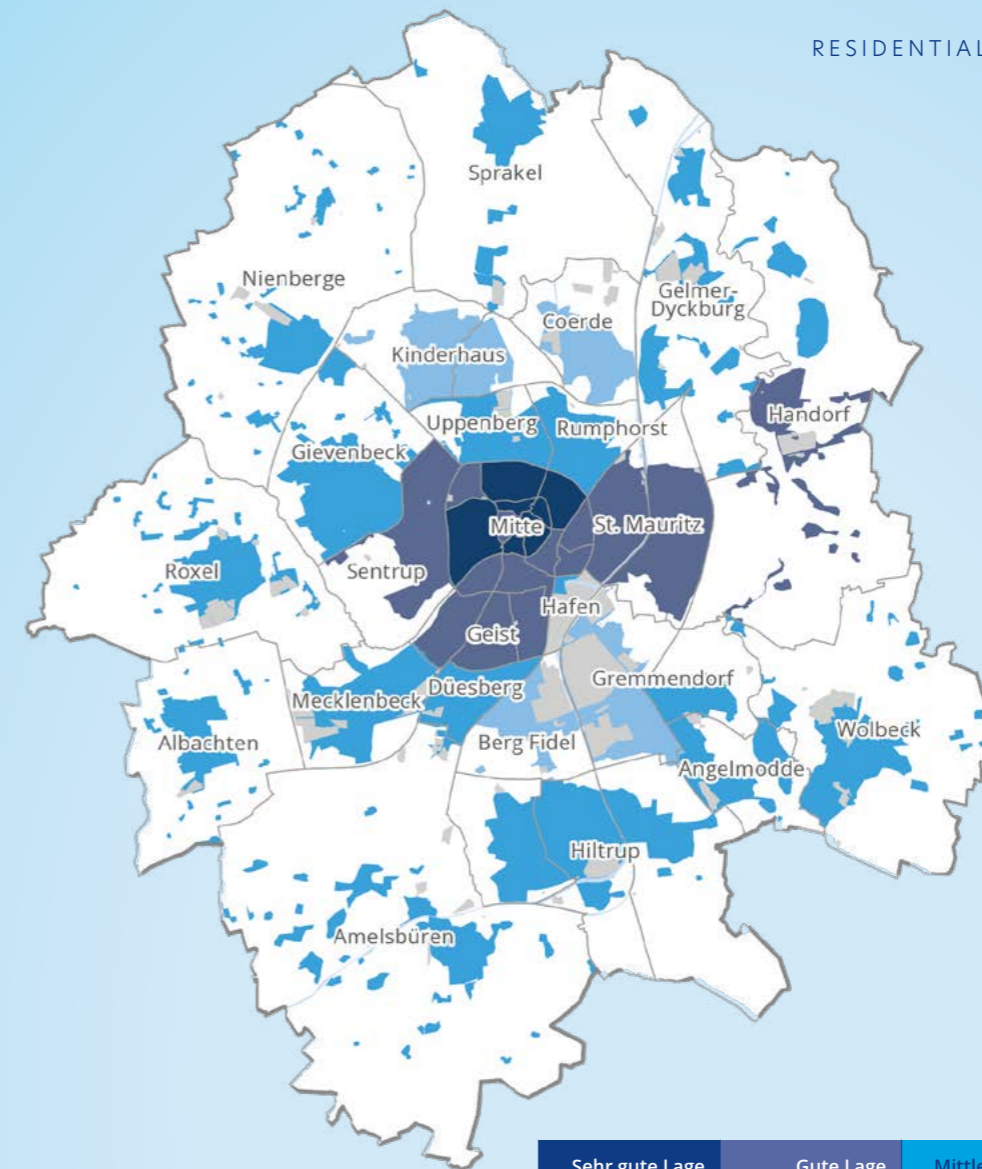 RESIDENTIAL
Sprakel
Nienberge
Gelmer-
Dyckburg
Coerde
Kinderhaus
Handorf
Uppenberg
Rumphorst
Gievenbeck
Mitte
St. Mauritz
Roxel
Sentrup
Hafen
Geist
Gremmendorf
Mecklenbeck
Düesberg
Wolbeck
Albachten
Berg Fidel
Angelmodde
Hiltrup
Amelsbüren
Sehr gute Lage
Gute Lage
Mittle